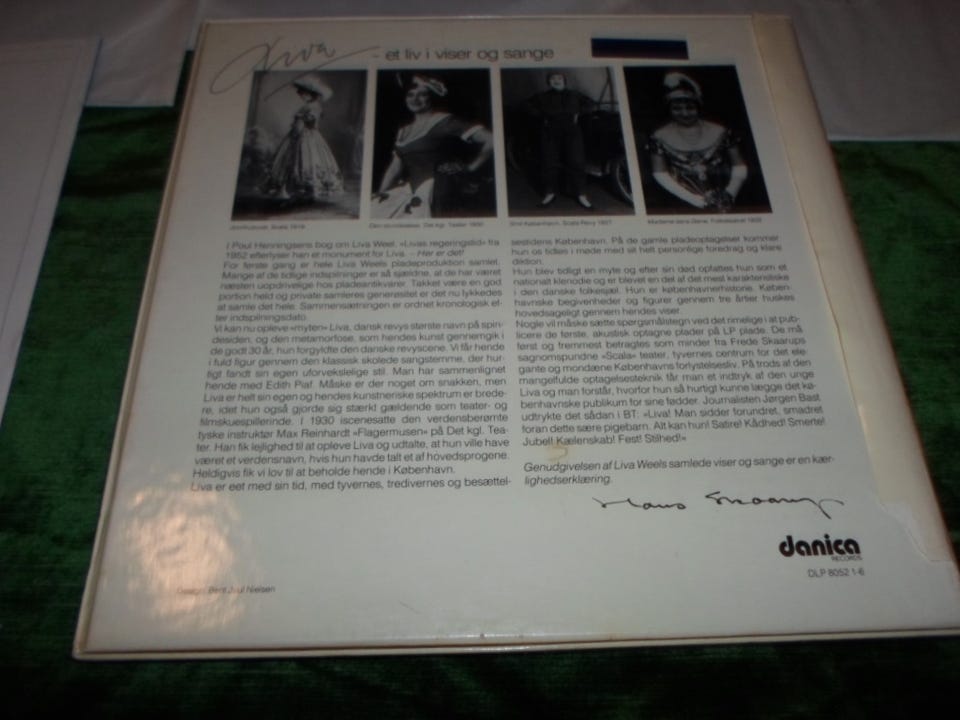 Liva – et liv i viser og sange
Den skuldkækse, Det kgl. Teater 1930
Smil København, Scala Revy 1927
I Poul Henningsens bog om Liva Weel, »Livas regeringstid« fra
1952 efterlyser han et monument for Liva. – Her er det!
For første gang er hele Liva Weels pladeproduktion samlet.
Mange af de tidlige indspilninger er så sjældne, at de har været
næsten uopdrivelige hos pladeantikvarer. Takket være en god
portion held og private samleres generøsitet er det nu lykkedes
at samle det hele. Sammensætningen er ordnet kronologisk ef-
ter indspilningsdato.
Vi kan nu opleve »myten« Liva, dansk revys største navn på spin-
desiden, og den metamorfose, som hendes kunst gennemgik i
de godt 30 år, hun forgyldte den danske revyscene. Vi får hende
i fuld figur gennem den klassisk skolede sangstemme, der hur-
tigt fandt sin egen uforvekslelige stil. Man har sammenlignet
hende med Edith Piaf. Måske er der noget om snakken, men
Liva er helt sin egen og hendes kunstneriske spektrum er brede-
re, idet hun også gjorde sig stærkt gældende som teater- og
filmskuespillerinde. I 1930 iscenesatte den verdensberømte
tyske instruktør Max Reinhardt »Flagermusen« på Det kgl. Tea-
ter. Han fik lejlighed til at opleve Liva og udtalte, at hun ville have
været et verdensnavn, hvis hun havde talt et af hovedsprogene.
Heldigvis fik vi lov til at beholde hende i København.
Liva er eet med sin tid, med tyvernes, tredivernes og besættel-
sestidens København. På de gamle pladeoptagelser kommer
hun os tidløs i møde med sit helt personlige foredrag og klare
diktion.
Hun blev tidligt en myte og efter sin død opfattes hun som et
nationalt klenodie og er blevet en del af det mest karakteristiske
i den danske folkesjæl. Hun er københavnerhistorie. Køben-
havnske begivenheder og figurer gennem tre årtier huskes
hovedsageligt gennem hendes viser.
Nogle vil måske sætte spørgsmålstegn ved det rimelige i at pub-
licere de første, akustisk optagne plader på LP plade. De må
først og fremmest betragtes som minder fra Frede Skaarups
sagnomspundne »Scala« teater, tyvernes centrum for det ele-
gante og mondæne Københavns forlystelsesliv. På trods af den
mangelfulde optagelsesteknik får man et indtryk af den unge
Liva og man forstår, hvorfor hun så hurtigt kunne lægge det kø-
benhavnske publikum for sine fødder. Journalisten Jørgen Bast
udtrykte det sådan i BT: »Liva! Man sidder forundret, smadret
foran dette sære pigebarn. Alt kan hun! Satire! Kådhed! Smerte!
Jubel! Kælenskab! Fest! Stilhed!«
Genudgivelsen af Liva Weels samlede viser og sange er en kær-
lighedserklæring.
Hans Skaarup
danica
RECORDS
DLP 8052 1-6
Design: Bent Juul Nielsen